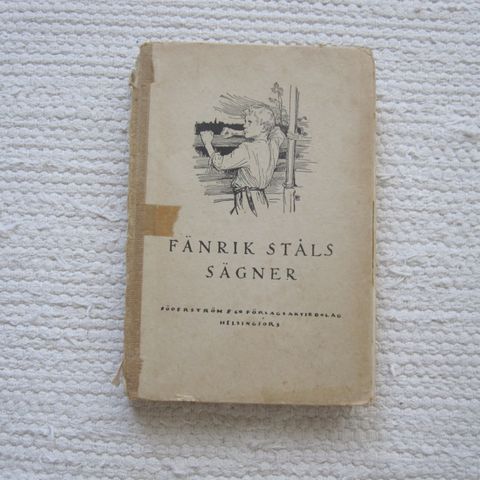 FÄNRIK STÅLS
SÄGNER
SÖDERSTRÖM & CO FÖRLAGSAKTIEBOLAG
HELSINGFORS